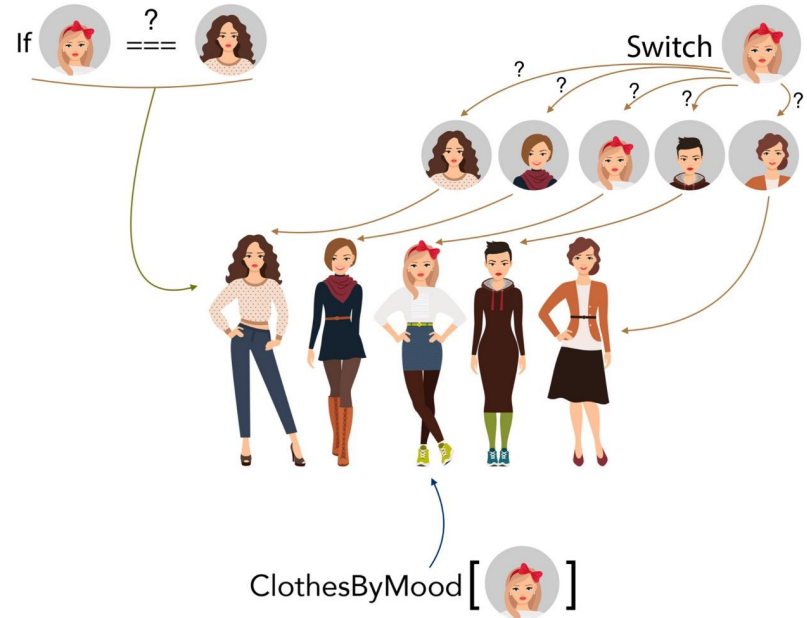 If ? ===
Switch
? ? ? ? ?
ClothesByMood [ ]